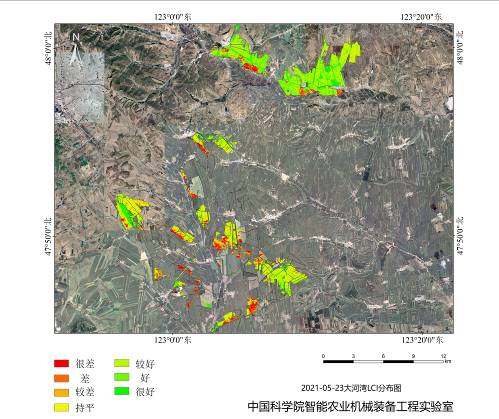 123°0'0"东 123°20'0"东
N
48°0'0"北 48°0'0"北
47°50'0"北 47°50'0"北
123°0'0"东 123°20'0"东
很差 较好
差 好
较差 很好
持平
0 3 6 9 12
km
2021-05-23大河湾LCI分布图
中国科学院智能农业机械装备工程实验室